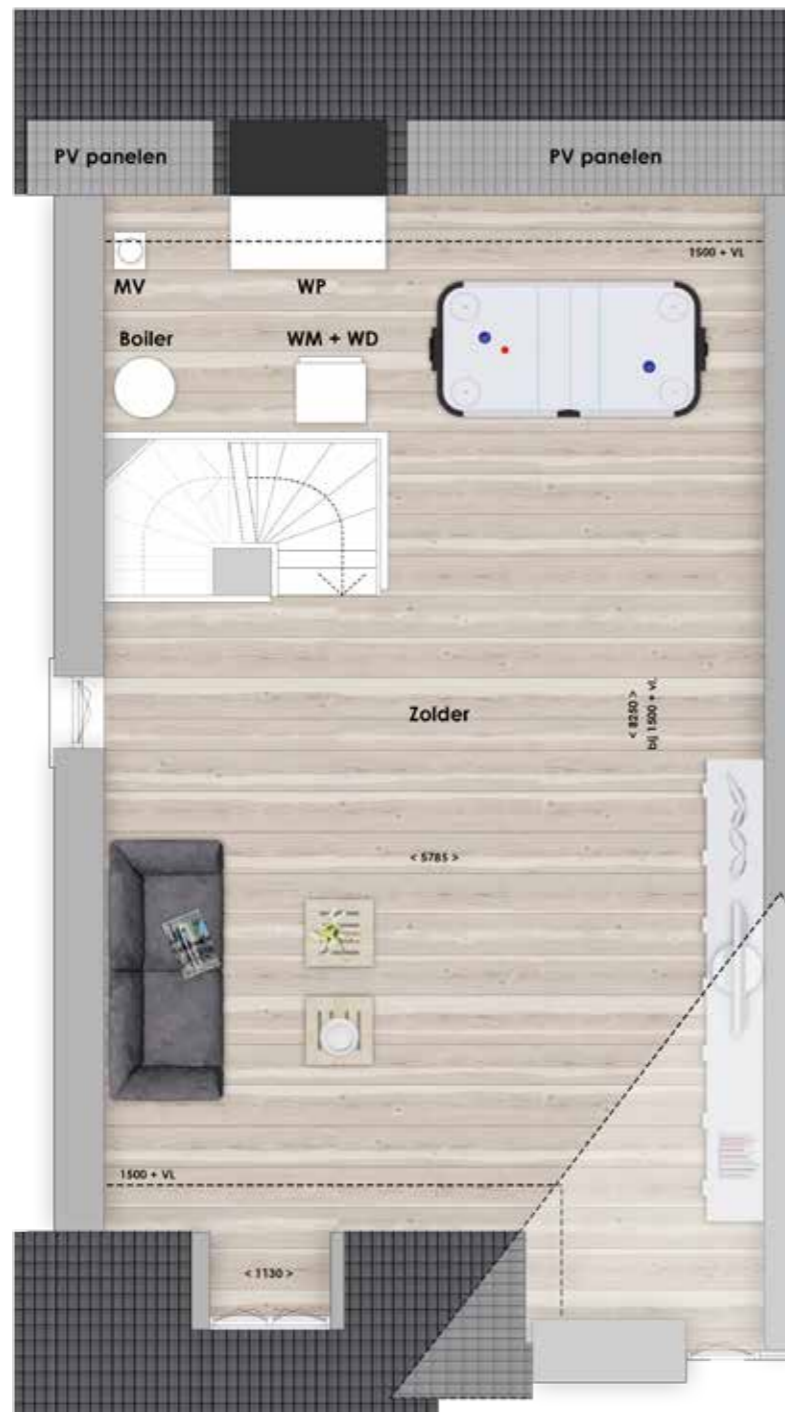 PV panelen
PV panelen
1500 + VL
MV
WP
Boiler
WM + WD
Zolder
< 8250 >
bij 1500 + vl.
< 5785 >
1500 + VL
< 1130 >